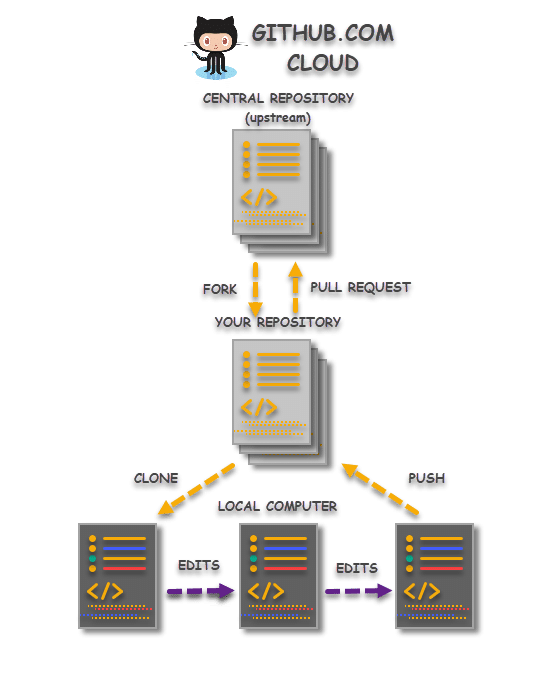 GITHUB.COM
CLOUD
CENTRAL REPOSITORY
(upstream)
</>
FORK
PULL REQUEST
YOUR REPOSITORY
</>
CLONE
PUSH
LOCAL COMPUTER
EDITS
EDITS
</>
</>
</>